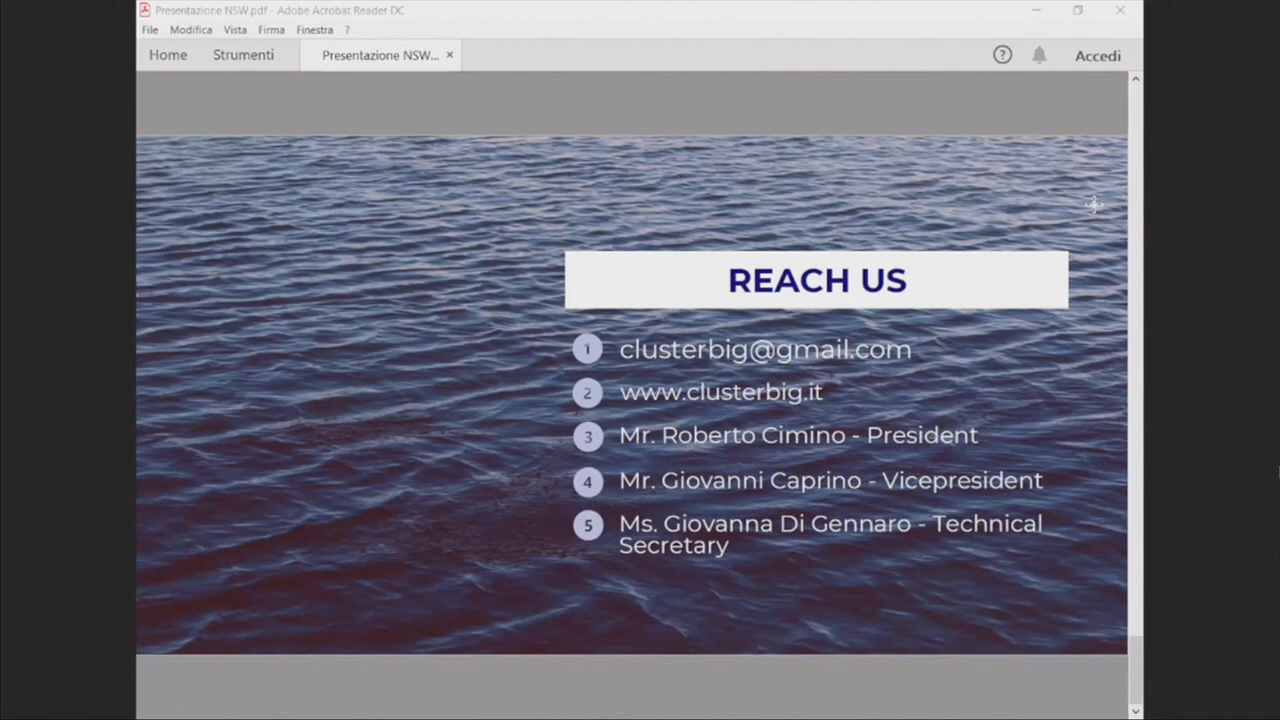 Presentazione NSW.pdf - Adobe Acrobat Reader DC
File Modifica Vista Firma Finestra ?
Home Strumenti Presentazione NSW... × ? Accedi
REACH US
1 clusterbig@gmail.com
2 www.clusterbig.it
3 Mr. Roberto Cimino - President
4 Mr. Giovanni Caprino - Vicepresident
5 Ms. Giovanna Di Gennaro - Technical
Secretary